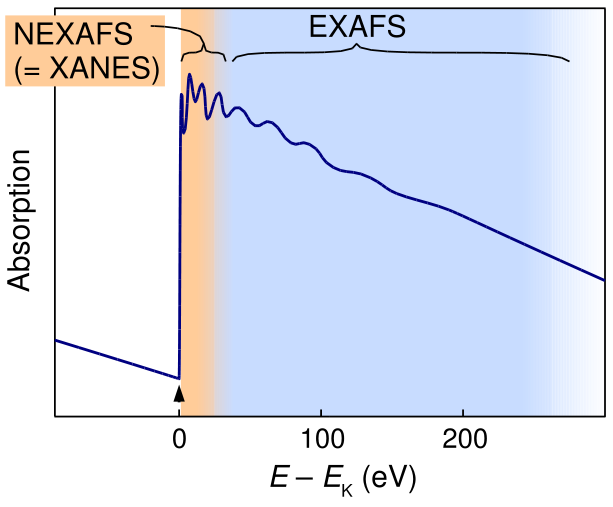 NEXAFS
(= XANES)
EXAFS
Absorption
0 100 200
E – E_K (eV)